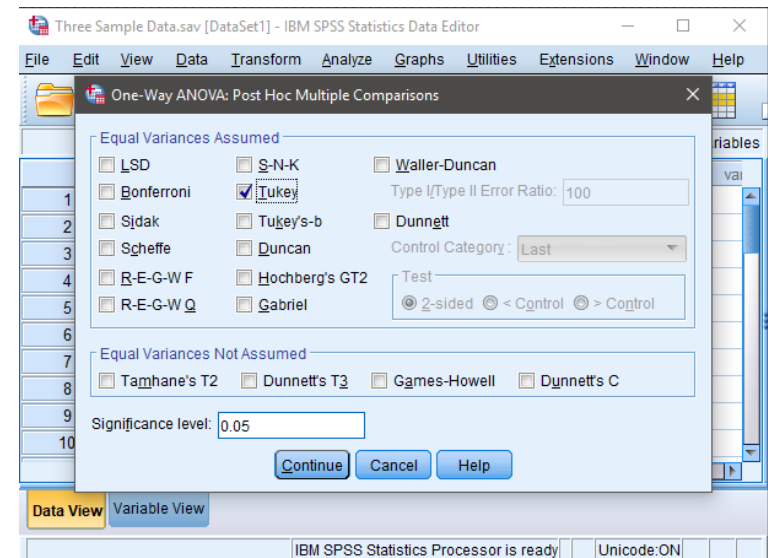 Three Sample Data.sav [DataSet1] - IBM SPSS Statistics Data Editor
File Edit View Data Transform Analyze Graphs Utilities Extensions Window Help
One-Way ANOVA: Post Hoc Multiple Comparisons
Equal Variances Assumed
riables
LSD S-N-K Waller-Duncan
var
Bonferroni Tukey Type I/Type II Error Ratio: 100
1
Sidak Tukey's-b Dunnett
2
Scheffe Duncan Control Category : Last
3
R-E-G-W F Hochberg's GT2 Test
4
R-E-G-W Q Gabriel 2-sided < Control > Control
5
6
Equal Variances Not Assumed
7
Tamhane's T2 Dunnett's T3 Games-Howell Dunnett's C
8
9
Significance level: 0.05
10
Continue Cancel Help
Data View Variable View
IBM SPSS Statistics Processor is ready Unicode:ON